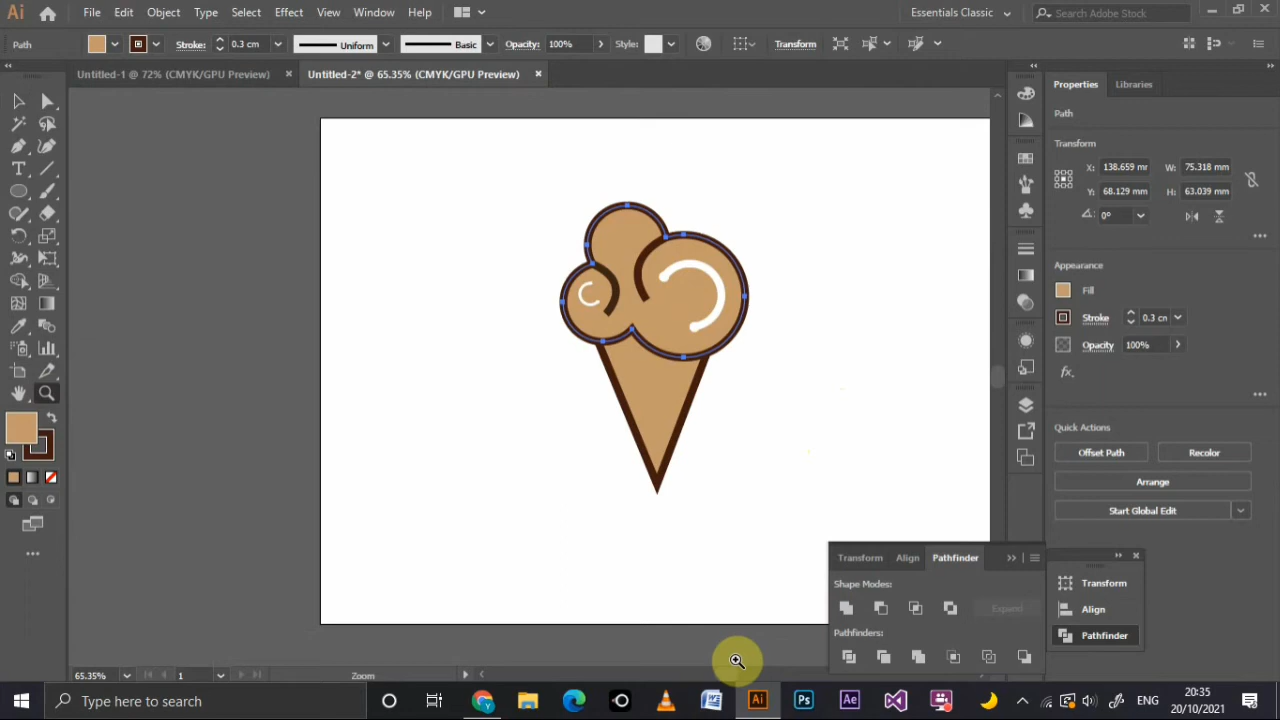 Ai File Edit Object Type Select Effect View Window Help Essentials Classic Search Adobe Stock
Path Stroke: 0.3 cm Uniform Basic Opacity: 100% Style: Transform
Untitled-1 @ 72% (CMYK/GPU Preview) Untitled-2* @ 65.35% (CMYK/GPU Preview)
Properties Libraries
Path
Transform
X: 138.659 mr W: 75.318 mm
Y: 68.129 mm H: 63.039 mm
0°
Appearance
Fill
Stroke 0.3 cm
Opacity 100%
fx.
Quick Actions
Offset Path Recolor
Arrange
Start Global Edit
Transform Align Pathfinder
Shape Modes:
Expand
Pathfinders:
Transform
Align
Pathfinder
65.35% 1 Zoom
Type here to search
Ai Ps Ae
ENG
20:35
20/10/2021